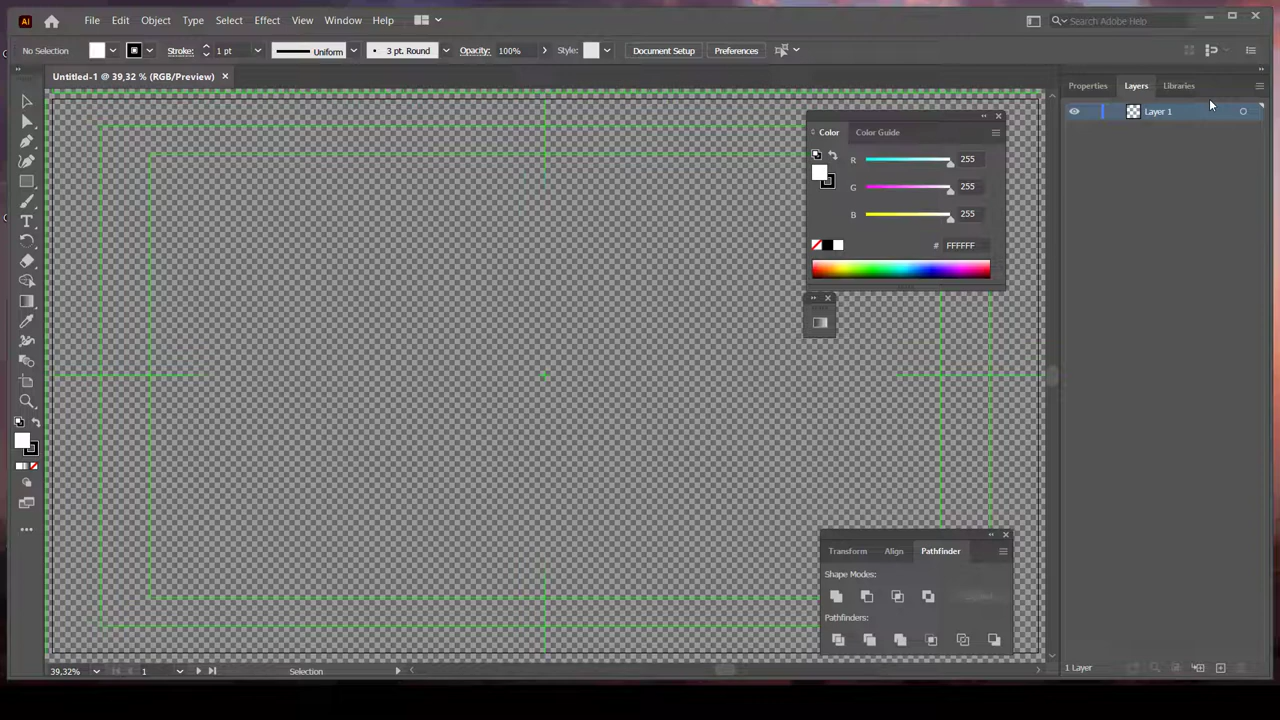 Ai File Edit Object Type Select Effect View Window Help Search Adobe Help
No Selection Stroke: 1 pt Uniform 3 pt. Round Opacity: 100% Style: Document Setup Preferences
Untitled-1 @ 39,32 % (RGB/Preview)
Properties Layers Libraries
Layer 1
Color Color Guide
R 255
G 255
B 255
# FFFFFF
Transform Align Pathfinder
Shape Modes:
Pathfinders:
39,32% 1 Selection
1 Layer